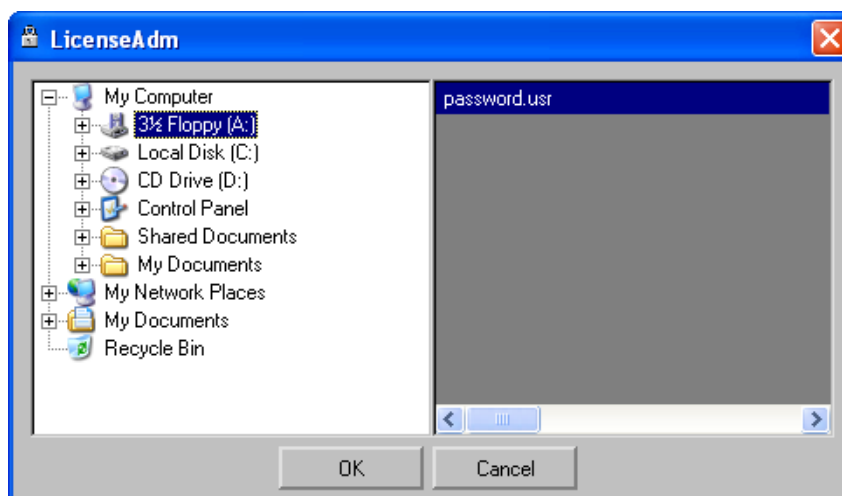 LicenseAdm
My Computer
3½ Floppy (A:)
Local Disk (C:)
CD Drive (D:)
Control Panel
Shared Documents
My Documents
My Network Places
My Documents
Recycle Bin
password.usr
OK
Cancel